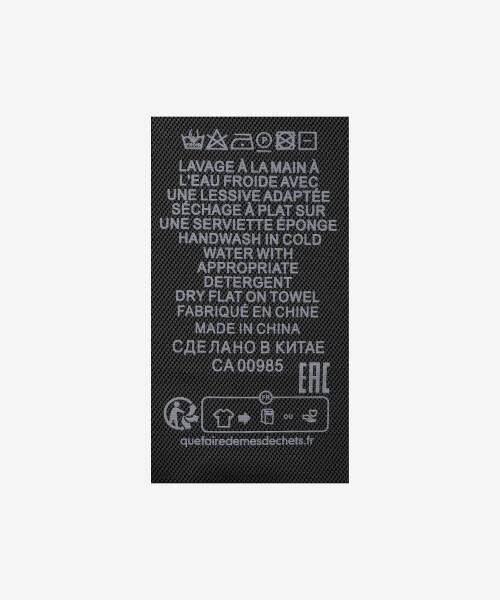 P
LAVAGE À LA MAIN À
L'EAU FROIDE AVEC
UNE LESSIVE ADAPTÉE
SÉCHAGE À PLAT SUR
UNE SERVIETTE ÉPONGE
HANDWASH IN COLD
WATER WITH
APPROPRIATE
DETERGENT
DRY FLAT ON TOWEL
FABRIQUÉ EN CHINE
MADE IN CHINA
СДЕЛАНО В КИТАЕ
CA 00985
EAC
FR
OU
quefairedemesdechets.fr